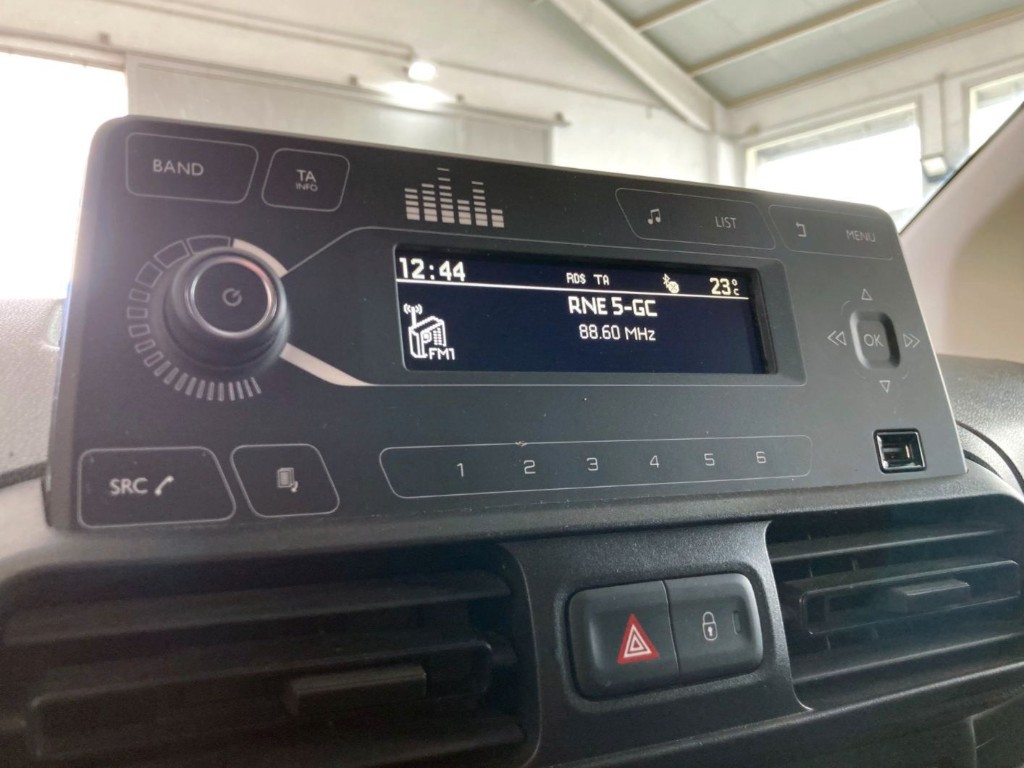 BAND
TA
INFO
LIST
MENU
12:44
RDS TA
23°C
RNE 5-GC
88.60 MHz
FM1
OK
SRC
1 2 3 4 5 6